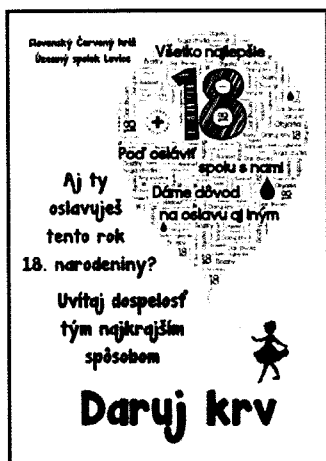 Slovenský Červený kríž
Územný spolok Levice
Všetko najlepšie
18
Poď osláviť
spolu s nami
Dáme dôvod
na oslavu aj iným
Aj ty
oslavuješ
tento rok
18. narodeniny?
Uvítaj dospelosť
tým najkrajším
spôsobom
Daruj krv